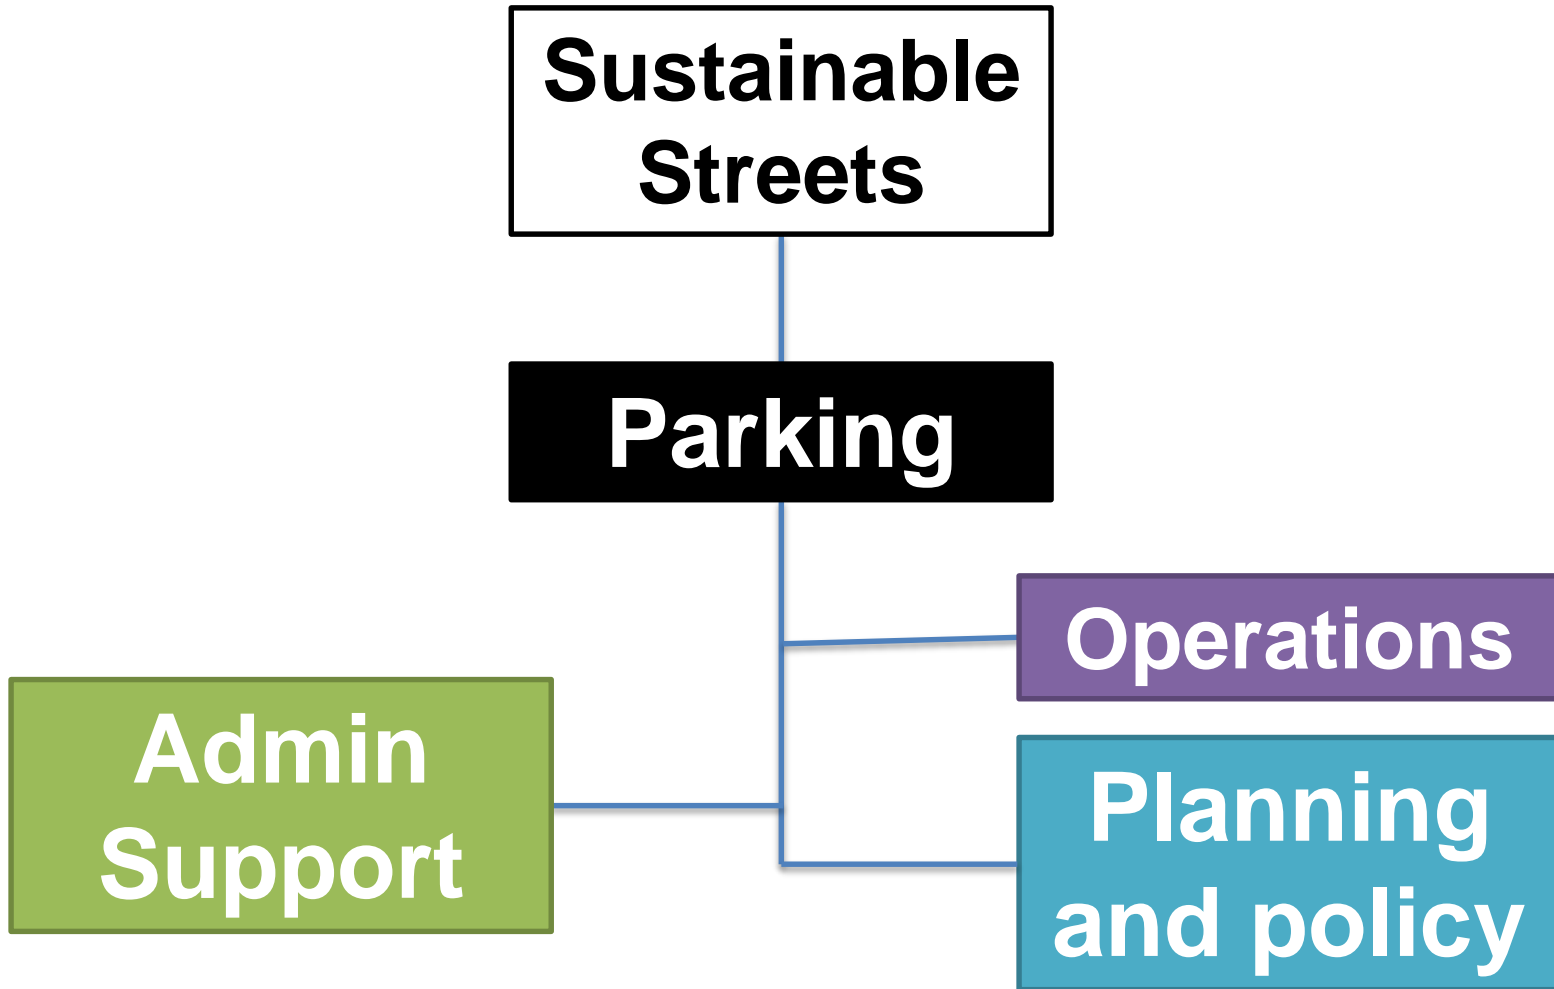 Sustainable
Streets
Parking
Operations
Admin
Support
Planning
and policy